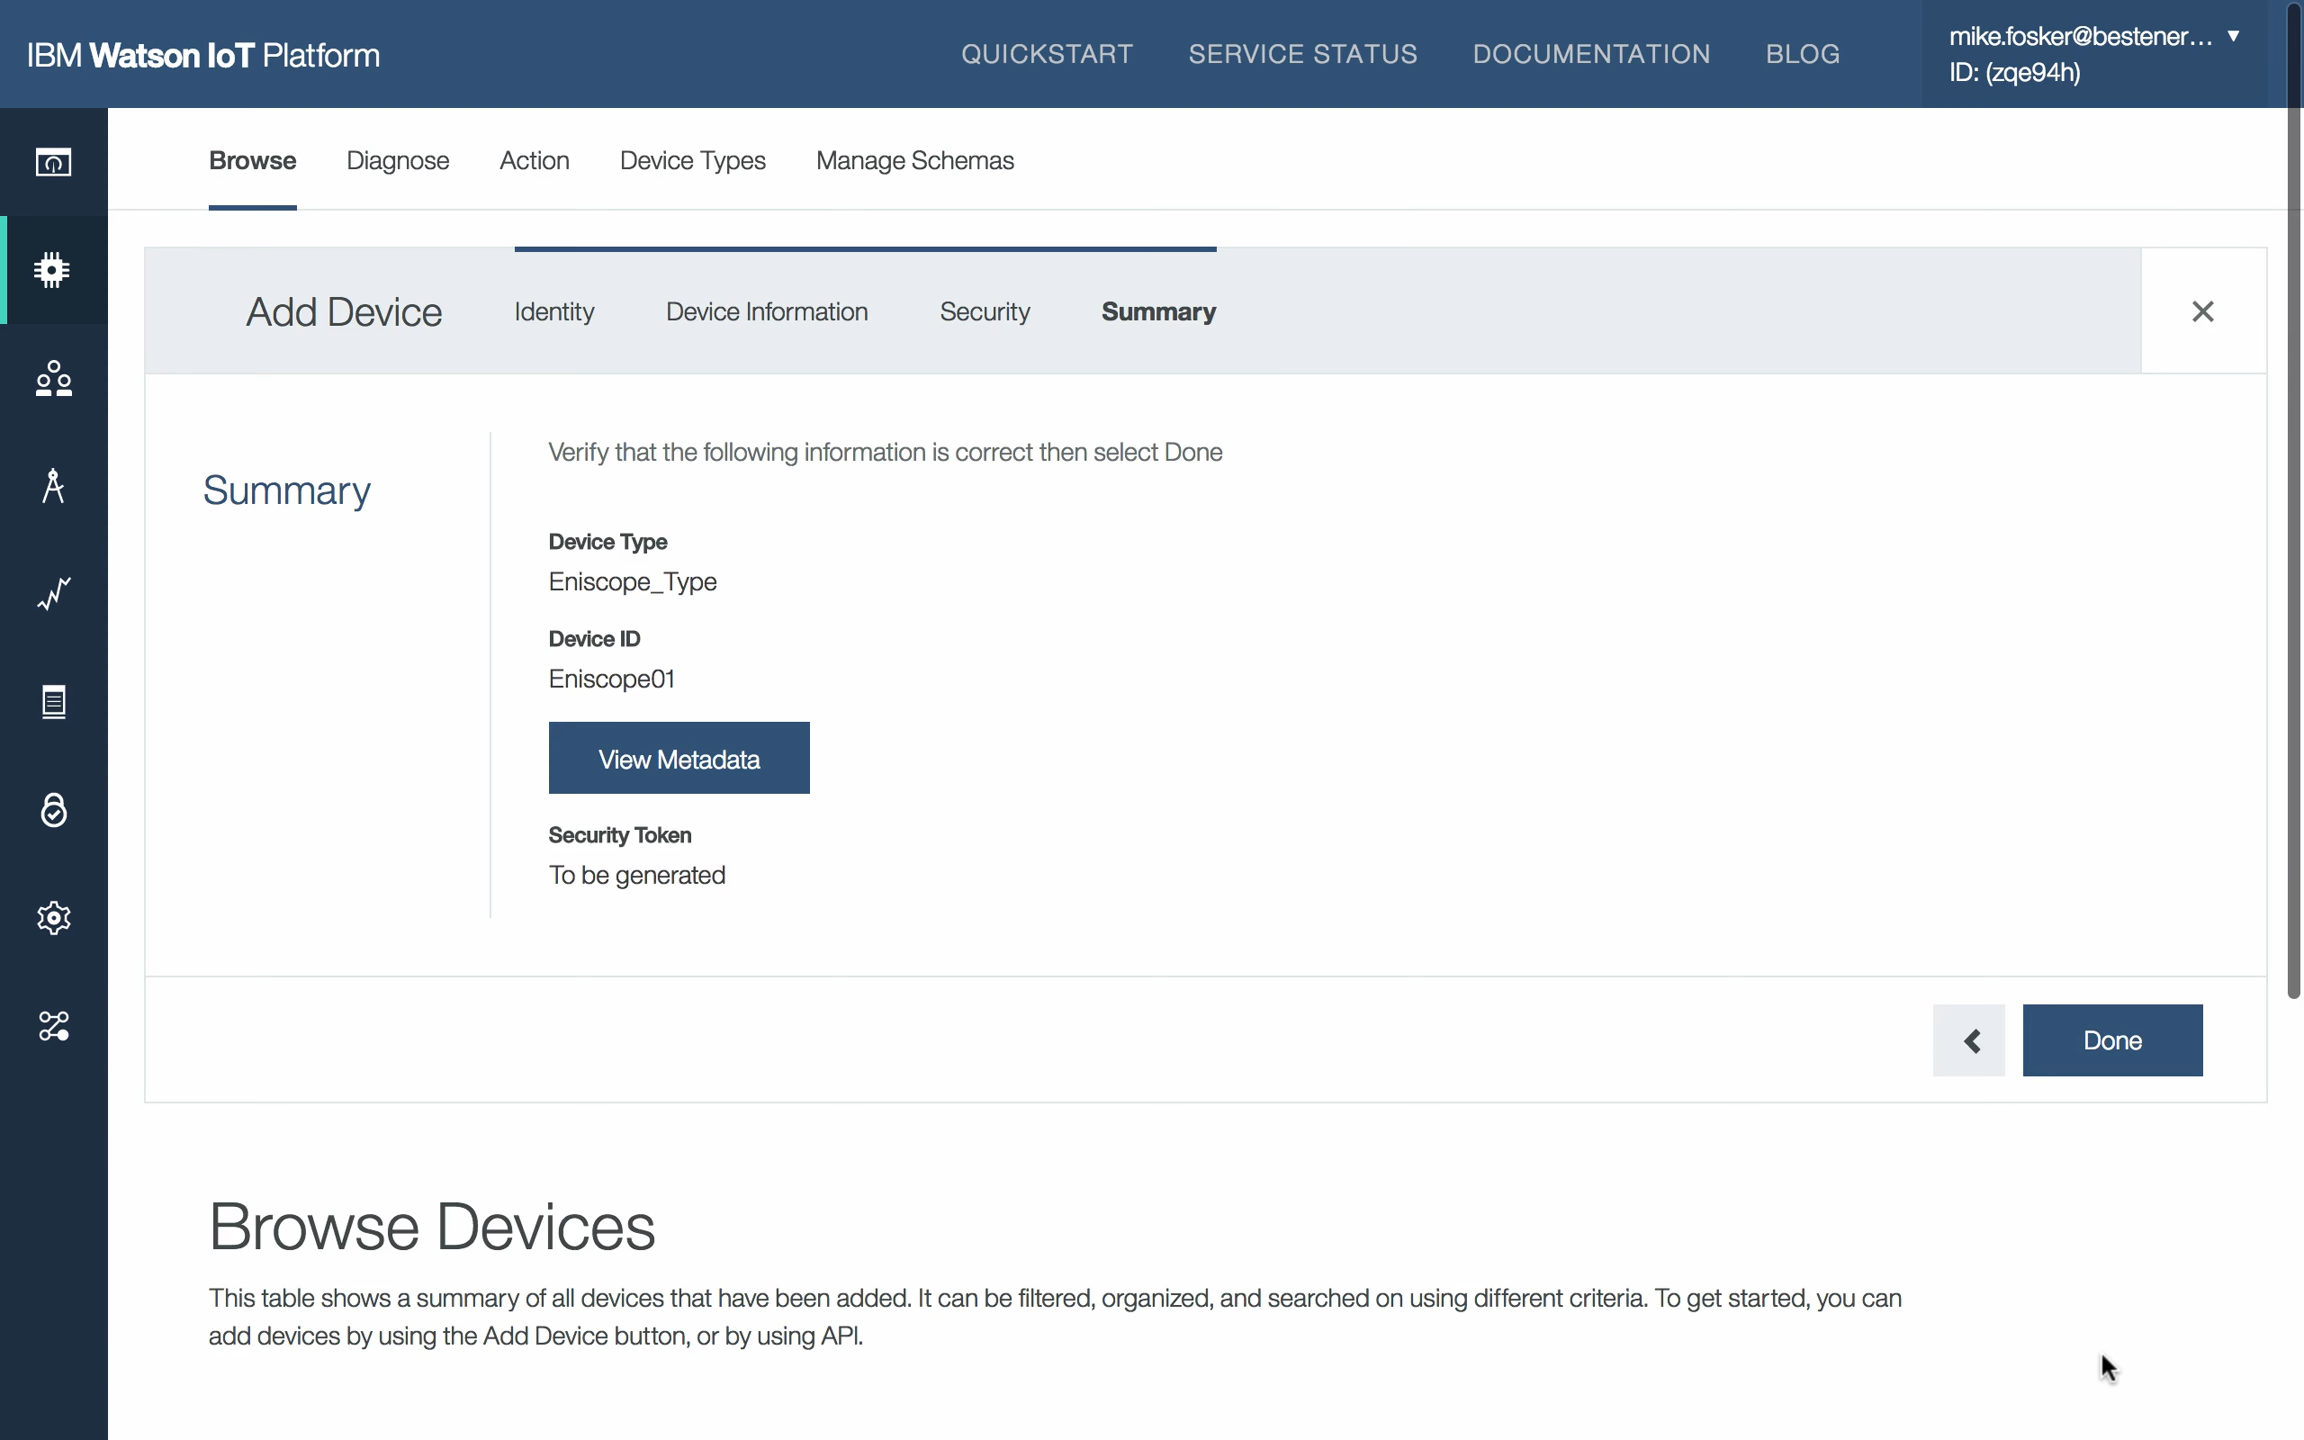 IBM Watson IoT Platform
QUICKSTART
SERVICE STATUS
DOCUMENTATION
BLOG
mike.fosker@bestener...
ID: (zqe94h)
Browse
Diagnose
Action
Device Types
Manage Schemas
Add Device
Identity
Device Information
Security
Summary
Summary
Verify that the following information is correct then select Done
Device Type
Eniscope_Type
Device ID
Eniscope01
View Metadata
Security Token
To be generated
Done
Browse Devices
This table shows a summary of all devices that have been added. It can be filtered, organized, and searched on using different criteria. To get started, you can
add devices by using the Add Device button, or by using API.